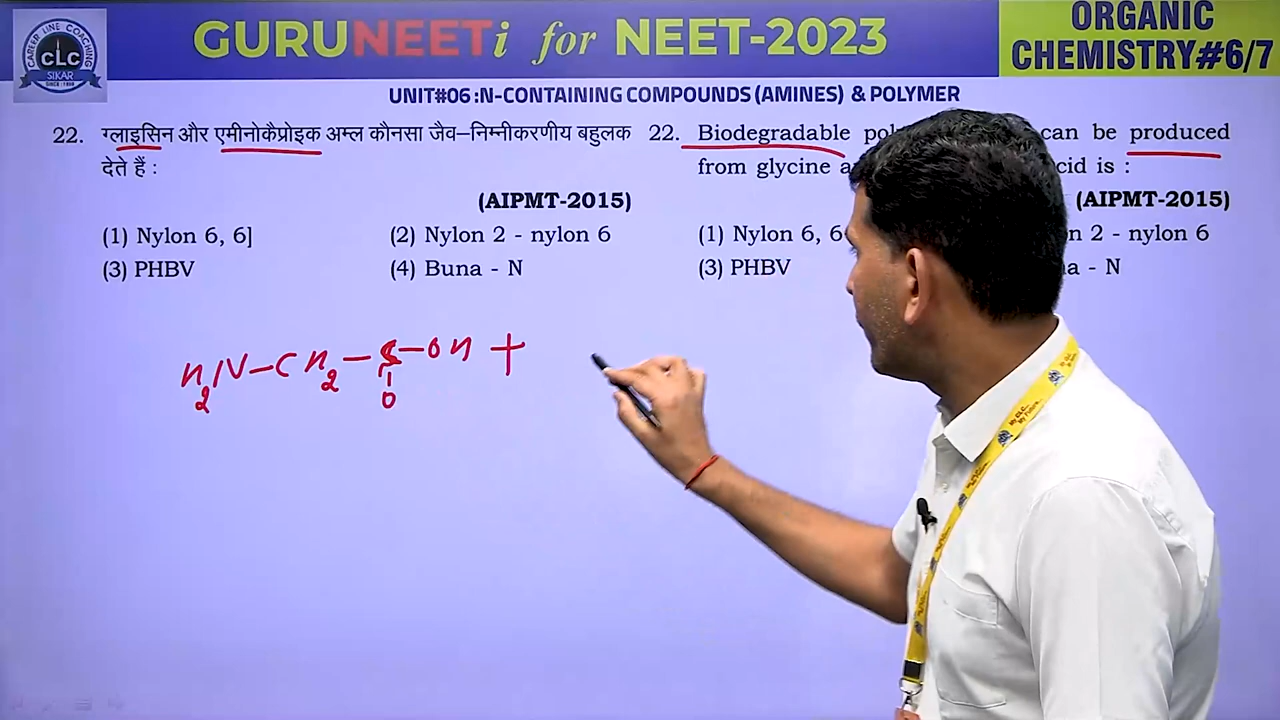 GURUNEETi for NEET-2023
ORGANIC
CHEMISTRY#6/7
CAREER LINE COACHING
CLC
SIKAR
SINCE : 1996
UNIT#06 :N-CONTAINING COMPOUNDS (AMINES) & POLYMER
22. ग्लाइसिन और एमीनोकैप्रोइक अम्ल कौनसा जैव–निम्नीकरणीय बहुलक
देते हैं :
(AIPMT-2015)
(1) Nylon 6, 6] (2) Nylon 2 - nylon 6
(3) PHBV (4) Buna - N
22. Biodegradable can be produced
from glycine
(AIPMT-2015)
(1) Nylon 6, 6 2 - nylon 6
(3) PHBV - N
H2N-CH2-C-OH +
O